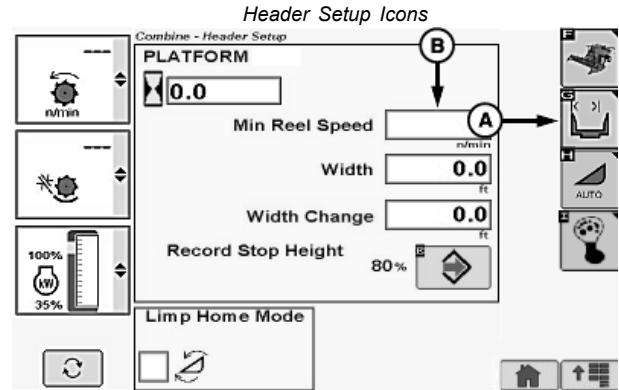 Header Setup Icons
Combine - Header Setup
PLATFORM
0.0
B
A
Min Reel Speed
n/min
Width
0.0
ft
Width Change
0.0
ft
Record Stop Height
80%
E
Limp Home Mode
---
n/min
---
100%
kW
35%
F
G
H
AUTO
I